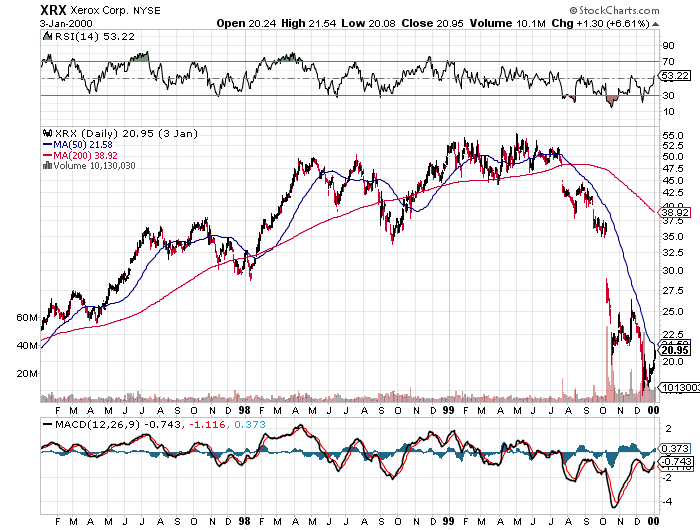 XRX Xerox Corp. NYSE © StockCharts.com
3-Jan-2000 Open 20.24 High 21.54 Low 20.08 Close 20.95 Volume 10.1M Chg +1.30 (+6.61%)
RSI(14) 53.22
90
70
53.22
30
10
XRX (Daily) 20.95 (3 Jan)
MA(50) 21.58
MA(200) 38.92
Volume 10,130,030
55.0
52.5
50.0
47.5
45.0
42.5
40.0
38.92
37.5
35.0
32.5
30.0
27.5
25.0
60M
22.5
40M
20.95
20.0
20M
1013003
F M A M J J A S O N D 98 F M A M J J A S O N D 99 F M A M J J A S O N D 00
MACD(12,26,9) -0.743, -1.116, 0.373
2
0.373
-0.743
-2
-4
F M A M J J A S O N D 98 F M A M J J A S O N D 99 F M A M J J A S O N D 00